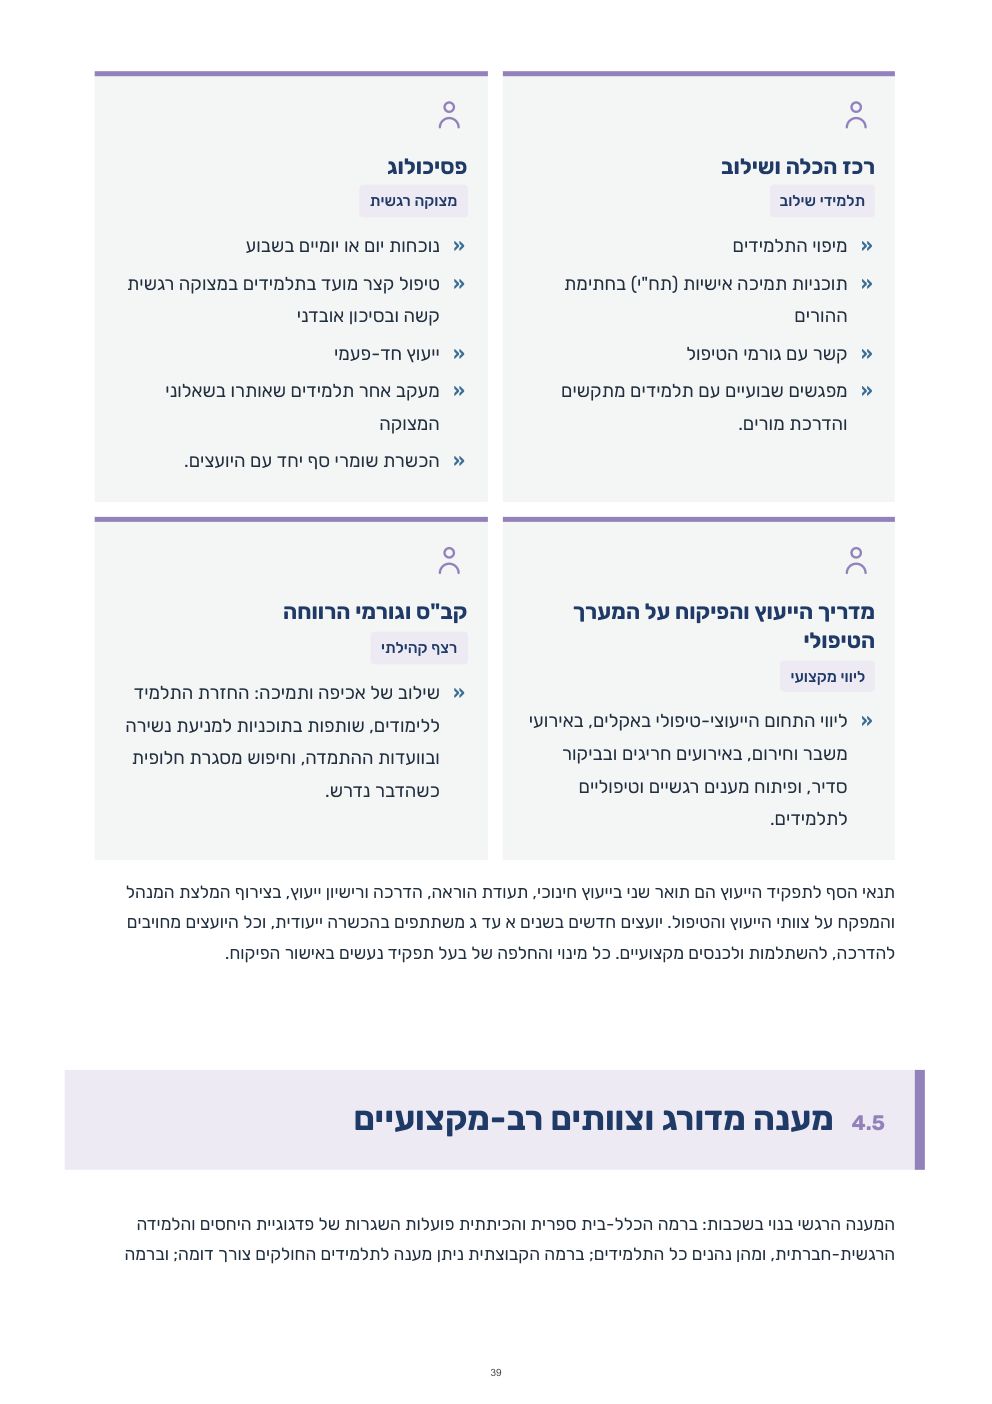 רכז הכלה ושילוב
תלמידי שילוב
» מיפוי התלמידים
» תוכניות תמיכה אישיות (תח"י) בחתימת
ההורים
» קשר עם גורמי הטיפול
» מפגשים שבועיים עם תלמידים מתקשים
והדרכת מורים.
פסיכולוג
מצוקה רגשית
» נוכחות יום או יומיים בשבוע
» טיפול קצר מועד בתלמידים במצוקה רגשית
קשה ובסיכון אובדני
» ייעוץ חד-פעמי
» מעקב אחר תלמידים שאותרו בשאלוני
המצוקה
» הכשרת שומרי סף יחד עם היועצים.
מדריך הייעוץ והפיקוח על המערך
הטיפולי
ליווי מקצועי
» ליווי התחום הייעוצי-טיפולי באקלים, באירועי
משבר וחירום, באירועים חריגים ובביקור
סדיר, ופיתוח מענים רגשיים וטיפוליים
לתלמידים.
קב"ס וגורמי הרווחה
רצף קהילתי
» שילוב של אכיפה ותמיכה: החזרת התלמיד
ללימודים, שותפות בתוכניות למניעת נשירה
ובוועדות ההתמדה, וחיפוש מסגרת חלופית
כשהדבר נדרש.
תנאי הסף לתפקיד הייעוץ הם תואר שני בייעוץ חינוכי, תעודת הוראה, הדרכה ורישיון ייעוץ, בצירוף המלצת המנהל
והמפקח על צוותי הייעוץ והטיפול. יועצים חדשים בשנים א עד ג משתתפים בהכשרה ייעודית, וכל היועצים מחויבים
להדרכה, להשתלמות ולכנסים מקצועיים. כל מינוי והחלפה של בעל תפקיד נעשים באישור הפיקוח.
4.5 מענה מדורג וצוותים רב-מקצועיים
המענה הרגשי בנוי בשכבות: ברמה הכלל-בית ספרית והכיתתית פועלות השגרות של פדגוגיית היחסים והלמידה
הרגשית-חברתית, ומהן נהנים כל התלמידים; ברמה הקבוצתית ניתן מענה לתלמידים החולקים צורך דומה; וברמה
39